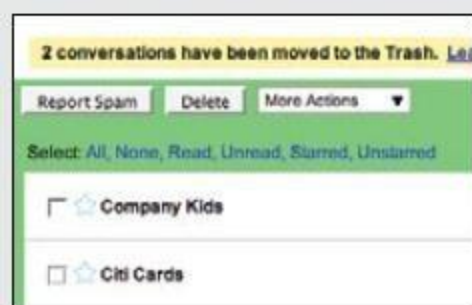 2 conversations have been moved to the Trash. Lea
Report Spam Delete More Actions
Select: All, None, Read, Unread, Starred, Unstarred
Company Kids
Citi Cards